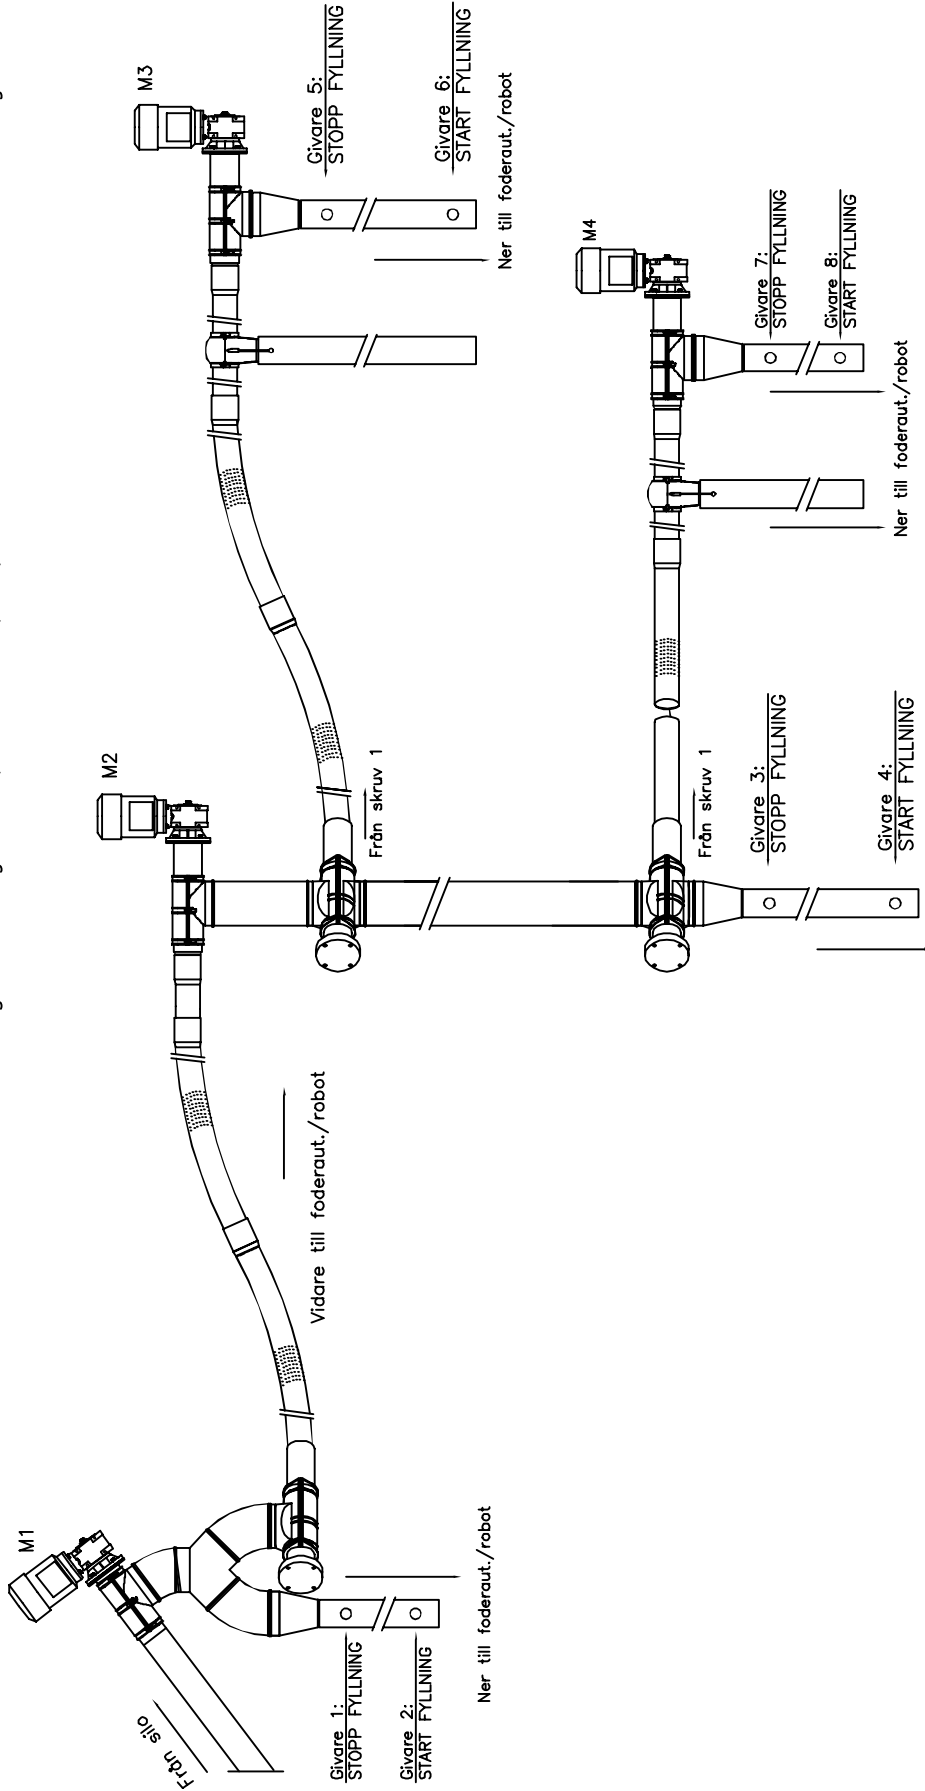 M1
Från silo
Givare 1:
STOPP FYLLNING
Givare 2:
START FYLLNING
Ner till foderaut./robot
Vidare till foderaut./robot
M2
Från skruv 1
Från skruv 1
Givare 3:
STOPP FYLLNING
Givare 4:
START FYLLNING
M3
Givare 5:
STOPP FYLLNING
Givare 6:
START FYLLNING
Ner till foderaut./robot
M4
Givare 7:
STOPP FYLLNING
Givare 8:
START FYLLNING
Ner till foderaut./robot